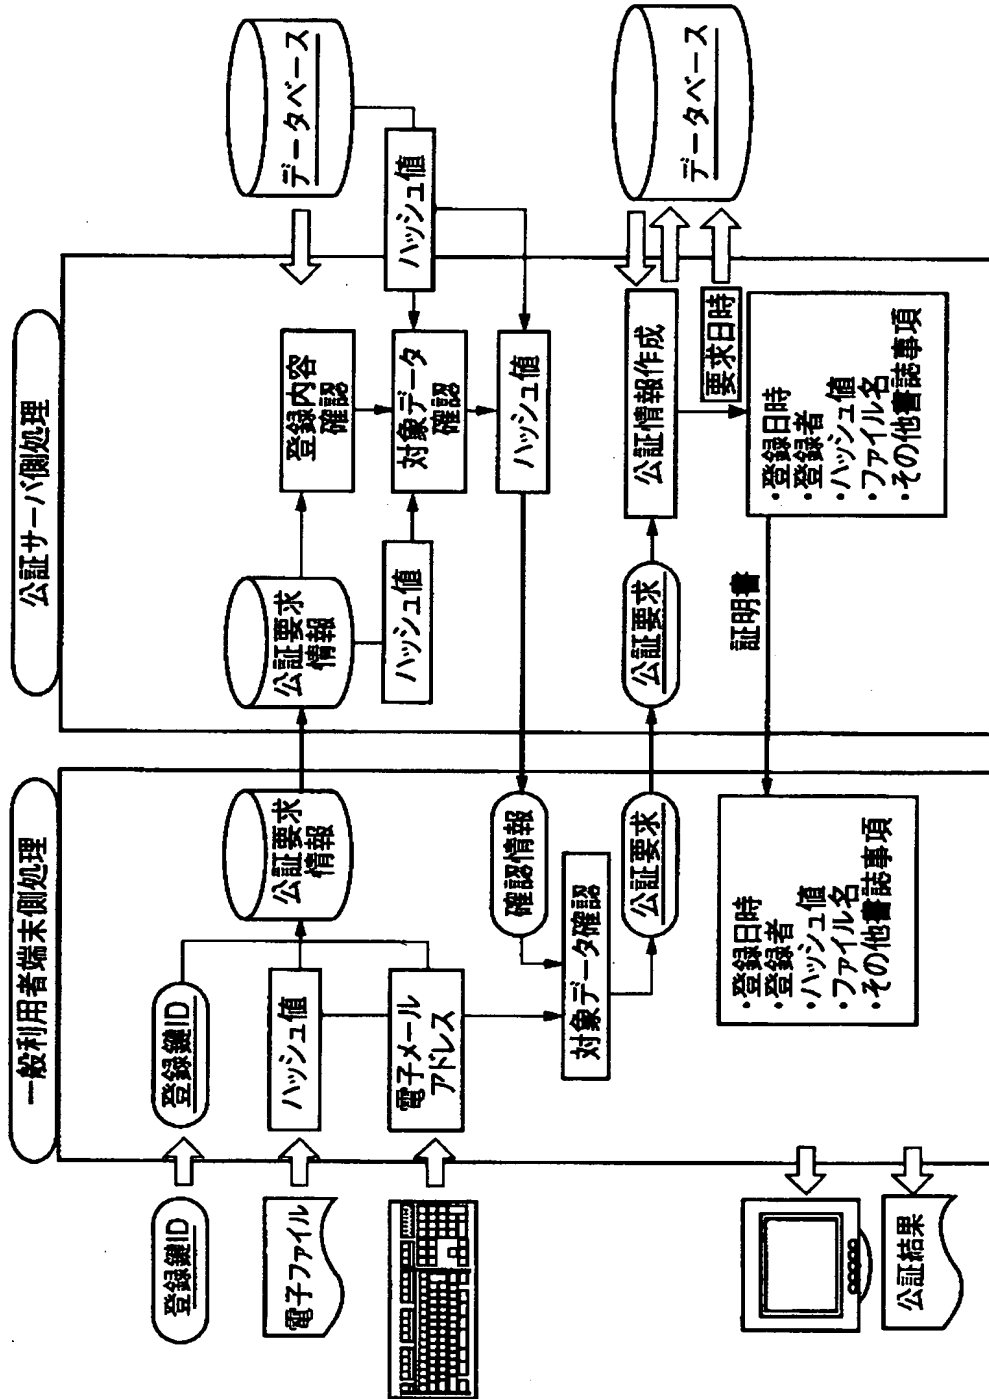 一般利用者端末側処理
登録鍵ID
登録鍵ID
電子ファイル
ハッシュ値
電子メール
アドレス
公証要求
情報
確認情報
対象データ確認
公証要求
・登録日時
・登録者
・ハッシュ値
・ファイル名
・その他書誌事項
公証結果
公証サーバ側処理
公証要求
情報
ハッシュ値
登録内容
確認
対象データ
確認
ハッシュ値
ハッシュ値
データベース
公証要求
公証情報作成
要求日時
データベース
・登録日時
・登録者
・ハッシュ値
・ファイル名
・その他書誌事項
証明書